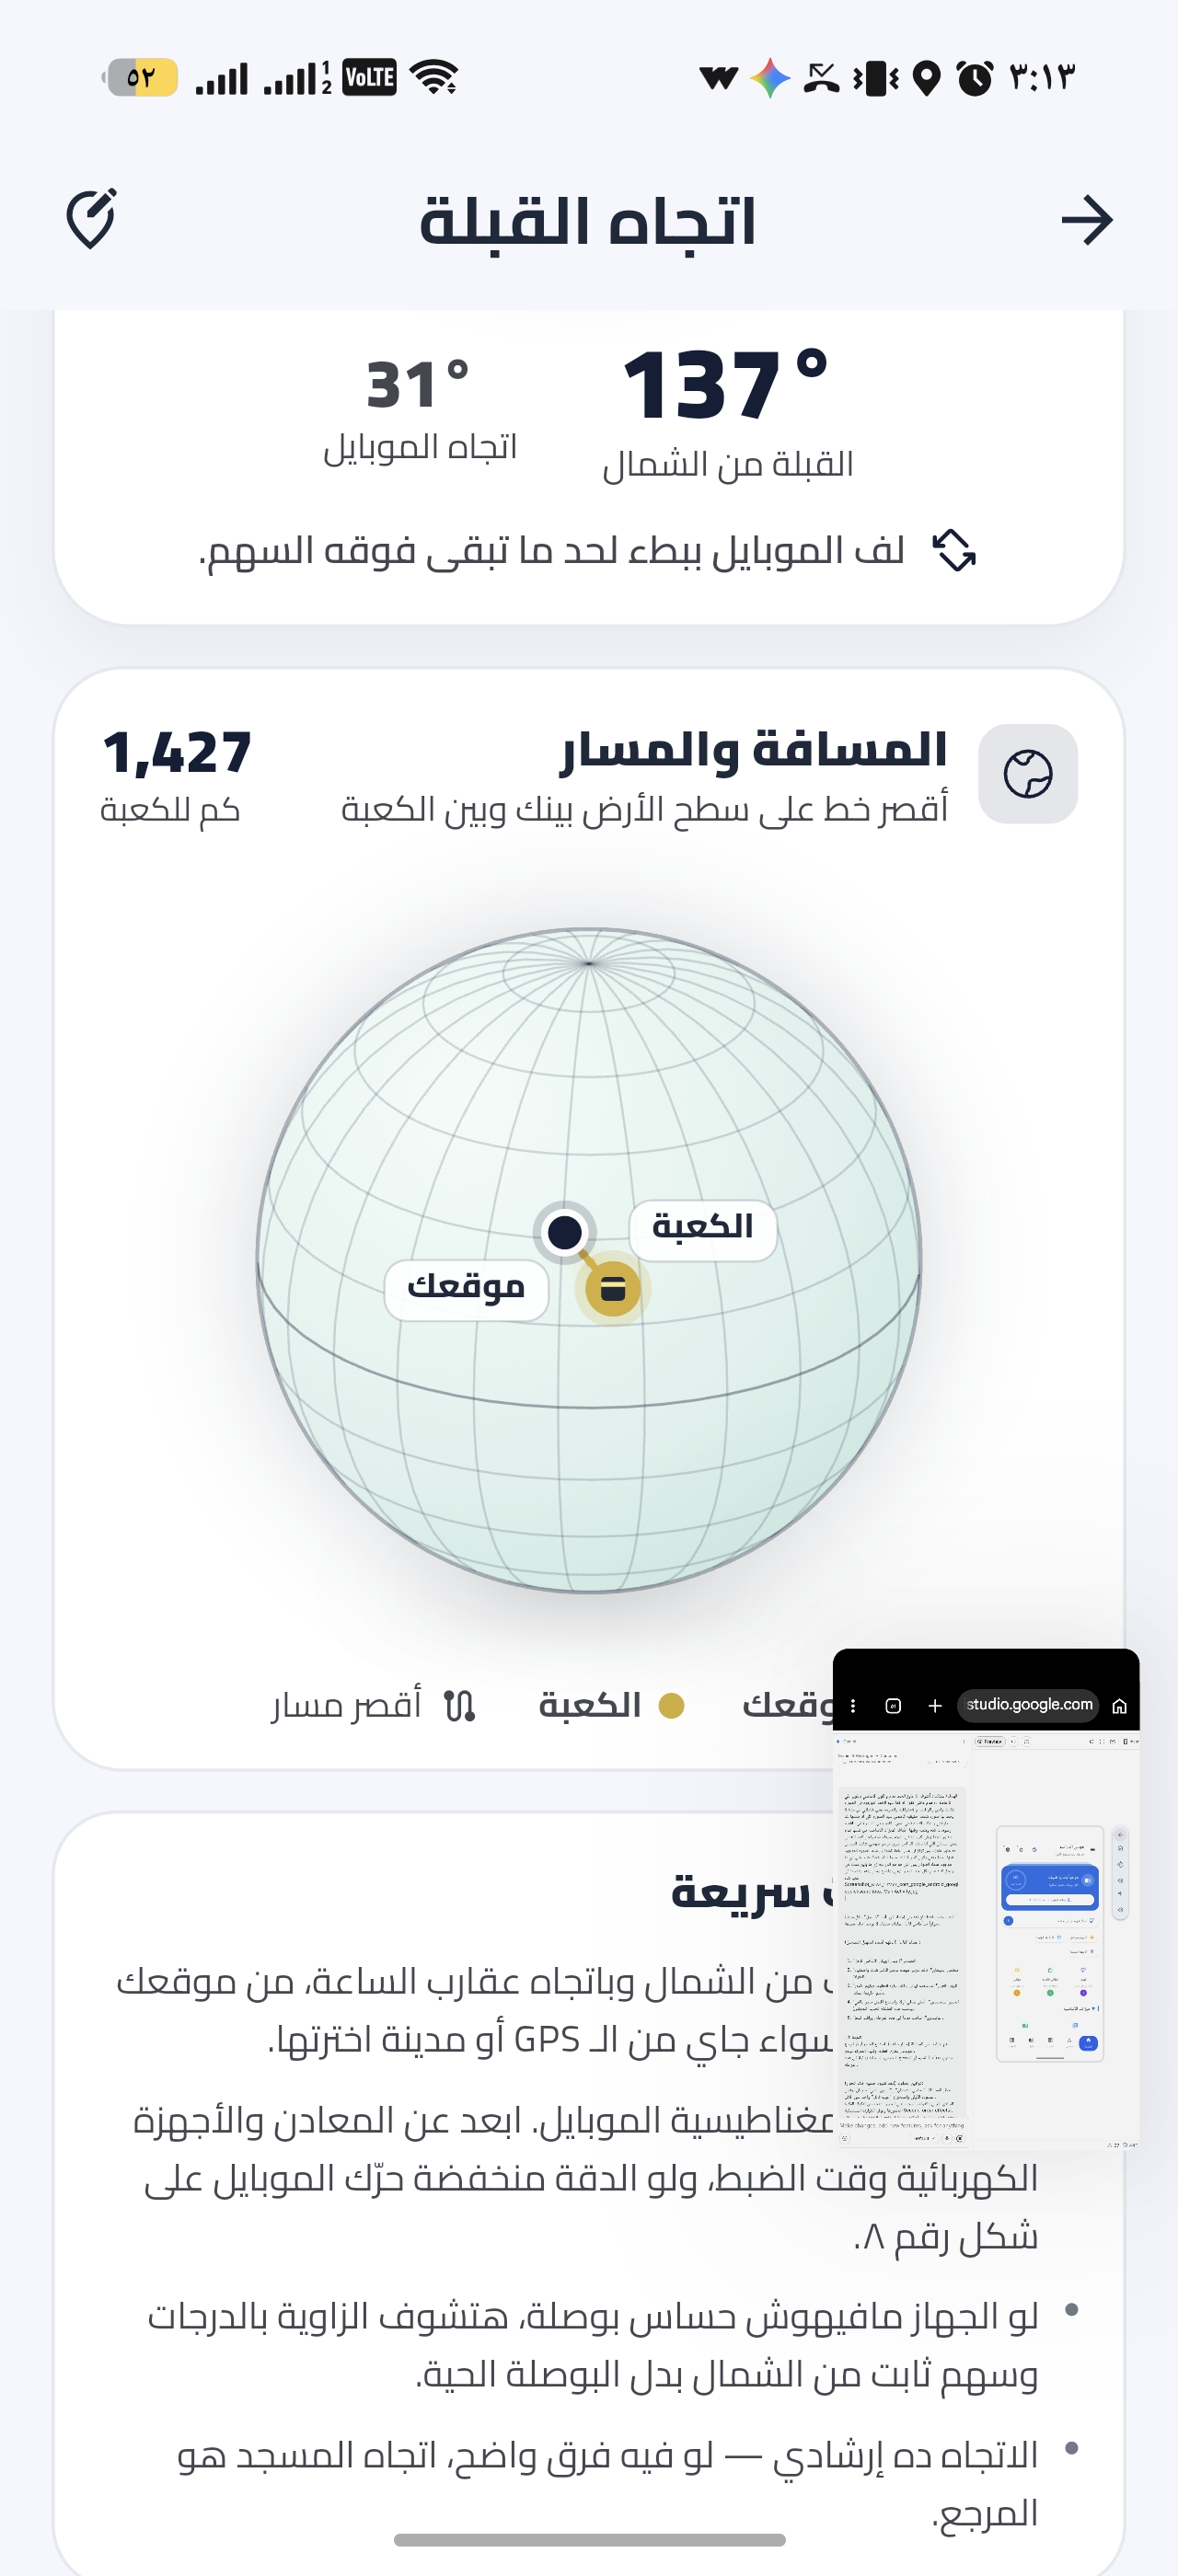 ٣:١٣
VoLTE
1
2
٥٢
اتجاه القبلة
137°
31°
القبلة من الشمال
اتجاه الموبايل
لف الموبايل ببطء لحد ما تبقى فوقه السهم.
المسافة والمسار
1,427
أقصر خط على سطح الأرض بينك وبين الكعبة
كم للكعبة
الكعبة
موقعك
وقعك
الكعبة
أقصر مسار
studio.google.com
Preview
سريعة
من الشمال وباتجاه عقارب الساعة، من موقعك
سواء جاي من الـ GPS أو مدينة اخترتها.
مغناطيسية الموبايل. ابعد عن المعادن والأجهزة
الكهربائية وقت الضبط، ولو الدقة منخفضة حرّك الموبايل على
شكل رقم ٨.
لو الجهاز مافيهوش حساس بوصلة، هتشوف الزاوية بالدرجات
وسهم ثابت من الشمال بدل البوصلة الحية.
الاتجاه ده إرشادي — لو فيه فرق واضح، اتجاه المسجد هو
المرجع.